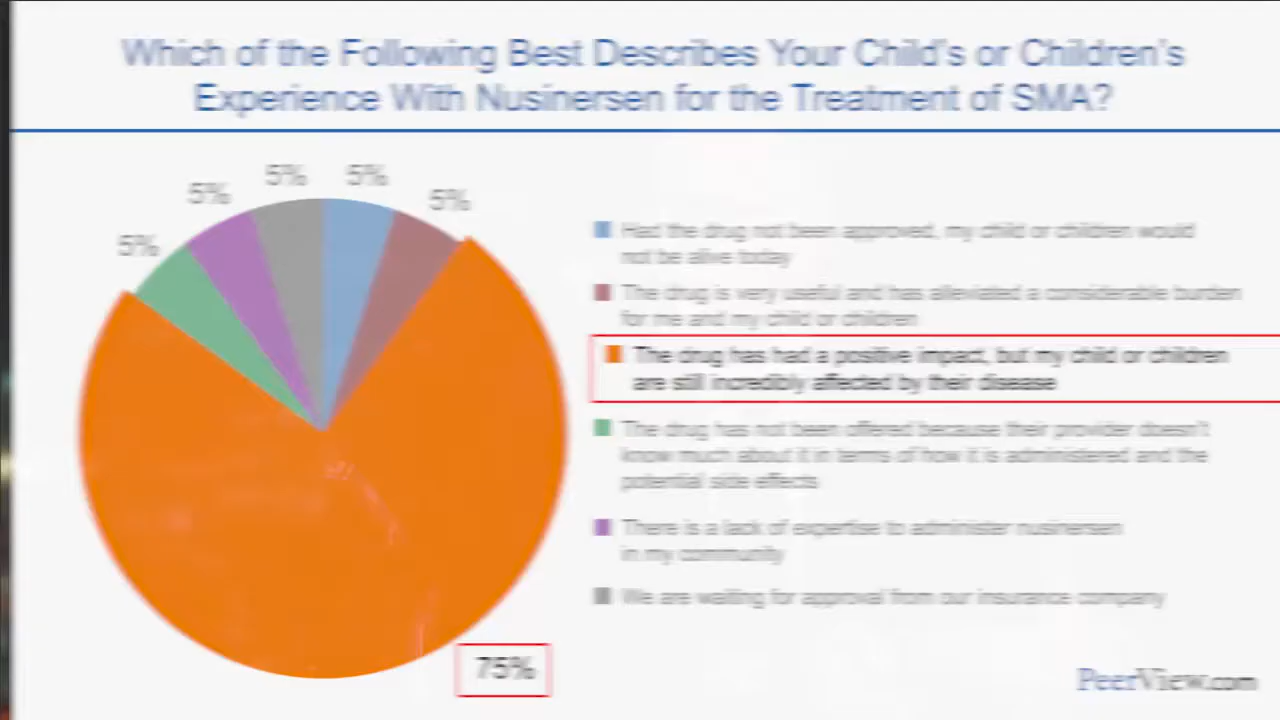 Which of the Following Best Describes Your Child's or Children's
Experience With Nusinersen for the Treatment of SMA?
5%
5%
5%
5%
5%
75%
Had the drug not been approved, my child or children would
not be alive today
The drug is very useful and has alleviated a considerable burden
for me and my child or children
The drug has had a positive impact, but my child or children
are still incredibly affected by their disease
The drug has not been offered because their provider doesn't
know much about it in terms of how it is administered and the
potential side effects
There is a lack of expertise to administer nusinersen
in my community
We are waiting for approval from our insurance company
PeerView.com